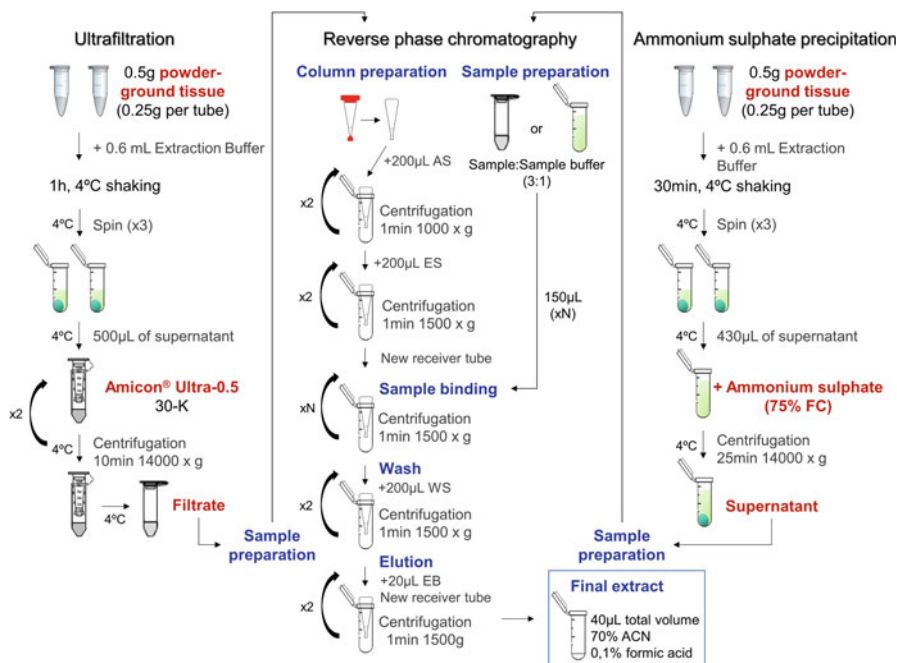 Ultrafiltration
0.5g powder-
ground tissue
(0.25g per tube)
+ 0.6 mL Extraction Buffer
1h, 4ºC shaking
4ºC
Spin (x3)
4ºC
500µL of supernatant
Amicon® Ultra-0.5
30-K
x2
4ºC
Centrifugation
10min 14000 x g
4ºC
Filtrate
Sample
preparation
Reverse phase chromatography
Column preparation
+200µL AS
x2
Centrifugation
1min 1000 x g
+200µL ES
x2
Centrifugation
1min 1500 x g
New receiver tube
Sample preparation
or
Sample:Sample buffer
(3:1)
150µL
(xN)
Sample binding
xN
Centrifugation
1min 1500 x g
Wash
+200µL WS
x2
Centrifugation
1min 1500 x g
Elution
+20µL EB
New receiver tube
x2
Centrifugation
1min 1500g
Final extract
40µL total volume
70% ACN
0,1% formic acid
Ammonium sulphate precipitation
0.5g powder-
ground tissue
(0.25g per tube)
+ 0.6 mL Extraction
Buffer
30min, 4ºC shaking
4ºC
Spin (x3)
4ºC
430µL of supernatant
+ Ammonium sulphate
(75% FC)
4ºC
Centrifugation
25min 14000 x g
Supernatant
Sample
preparation